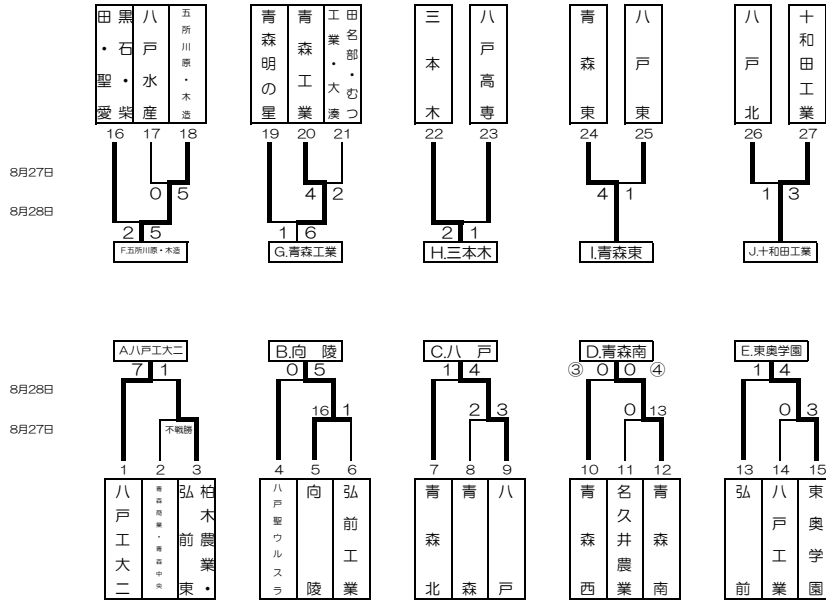 黒石・柴田・聖愛
八戸水産
五所川原・木造
青森明の星
青森工業
田名部・むつ工業・大湊
三本木
八戸高専
青森東
八戸東
八戸北
十和田工業
16 17 18 19 20 21 22 23 24 25 26 27
8月27日
0 5 4 2 4 1 1 3
8月28日
2 5 1 6 2 1
F.五所川原・木造 G.青森工業 H.三本木 I.青森東 J.十和田工業
A.八戸工大二 B.向 陵 C.八 戸 D.青森南 E.東奥学園
7 1 0 5 1 4 ③ 0 0 ④ 1 4
8月28日
不戦勝 16 1 2 3 0 13 0 3
8月27日
1 2 3 4 5 6 7 8 9 10 11 12 13 14 15
八戸工大二
青森商業・青森中央
柏木農業・弘前東
八戸聖ウルスラ
向陵
弘前工業
青森北
青森
八戸
青森西
名久井農業
青森南
弘前
八戸工業
東奥学園